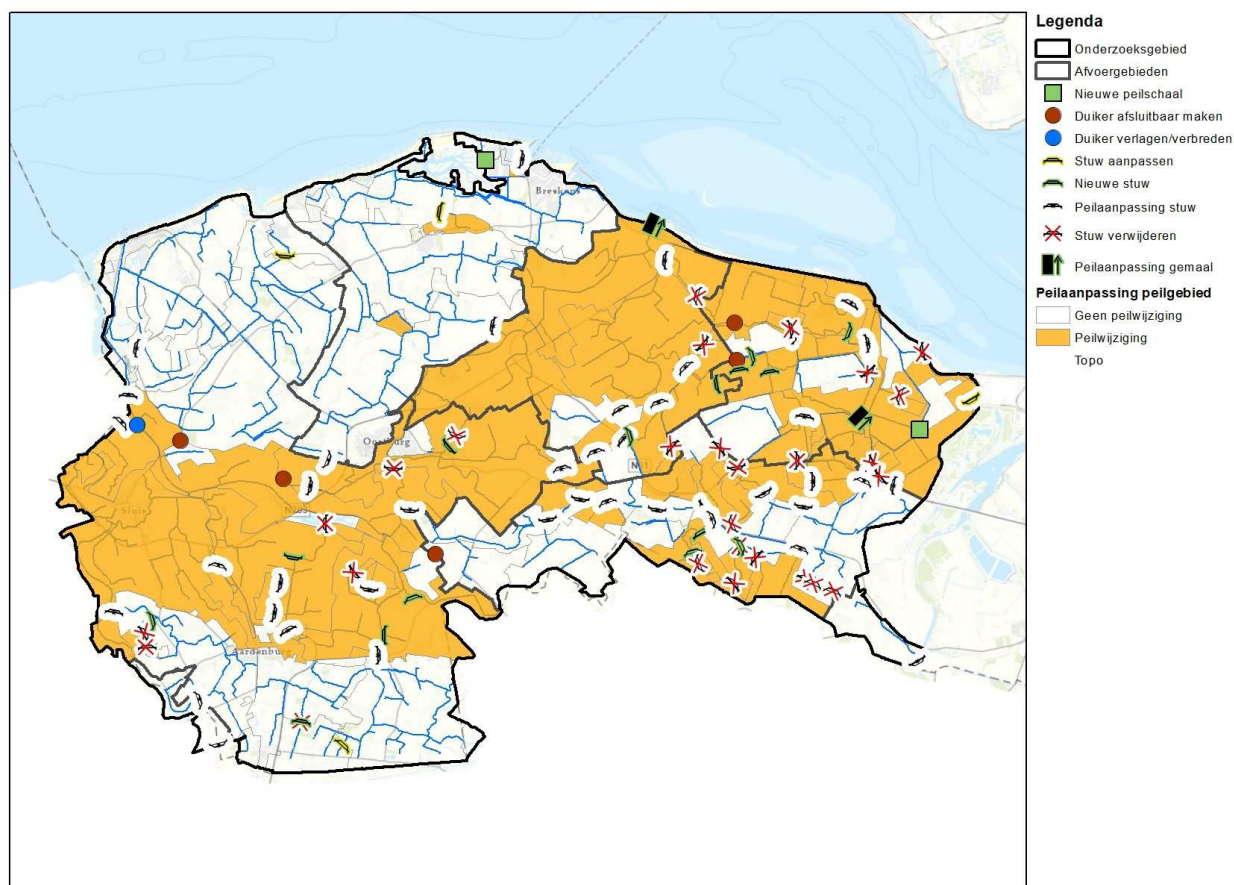 Legenda
Onderzoeksgebied
Afvoergebieden
Nieuwe peilschaal
Duiker afsluitbaar maken
Duiker verlagen/verbreden
Stuw aanpassen
Nieuwe stuw
Peilaanpassing stuw
Stuw verwijderen
Peilaanpassing gemaal
Peilaanpassing peilgebied
Geen peilwijziging
Peilwijziging
Topo
Breskens
Oostburg
Sluis
Aardenburg